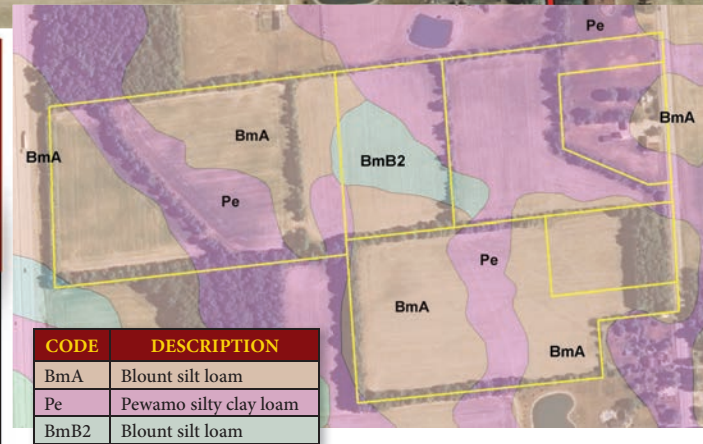 Pe
BmA
BmA
BmA
BmB2
Pe
Pe
BmA
BmA
CODE DESCRIPTION
BmA Blount silt loam
Pe Pewamo silty clay loam
BmB2 Blount silt loam